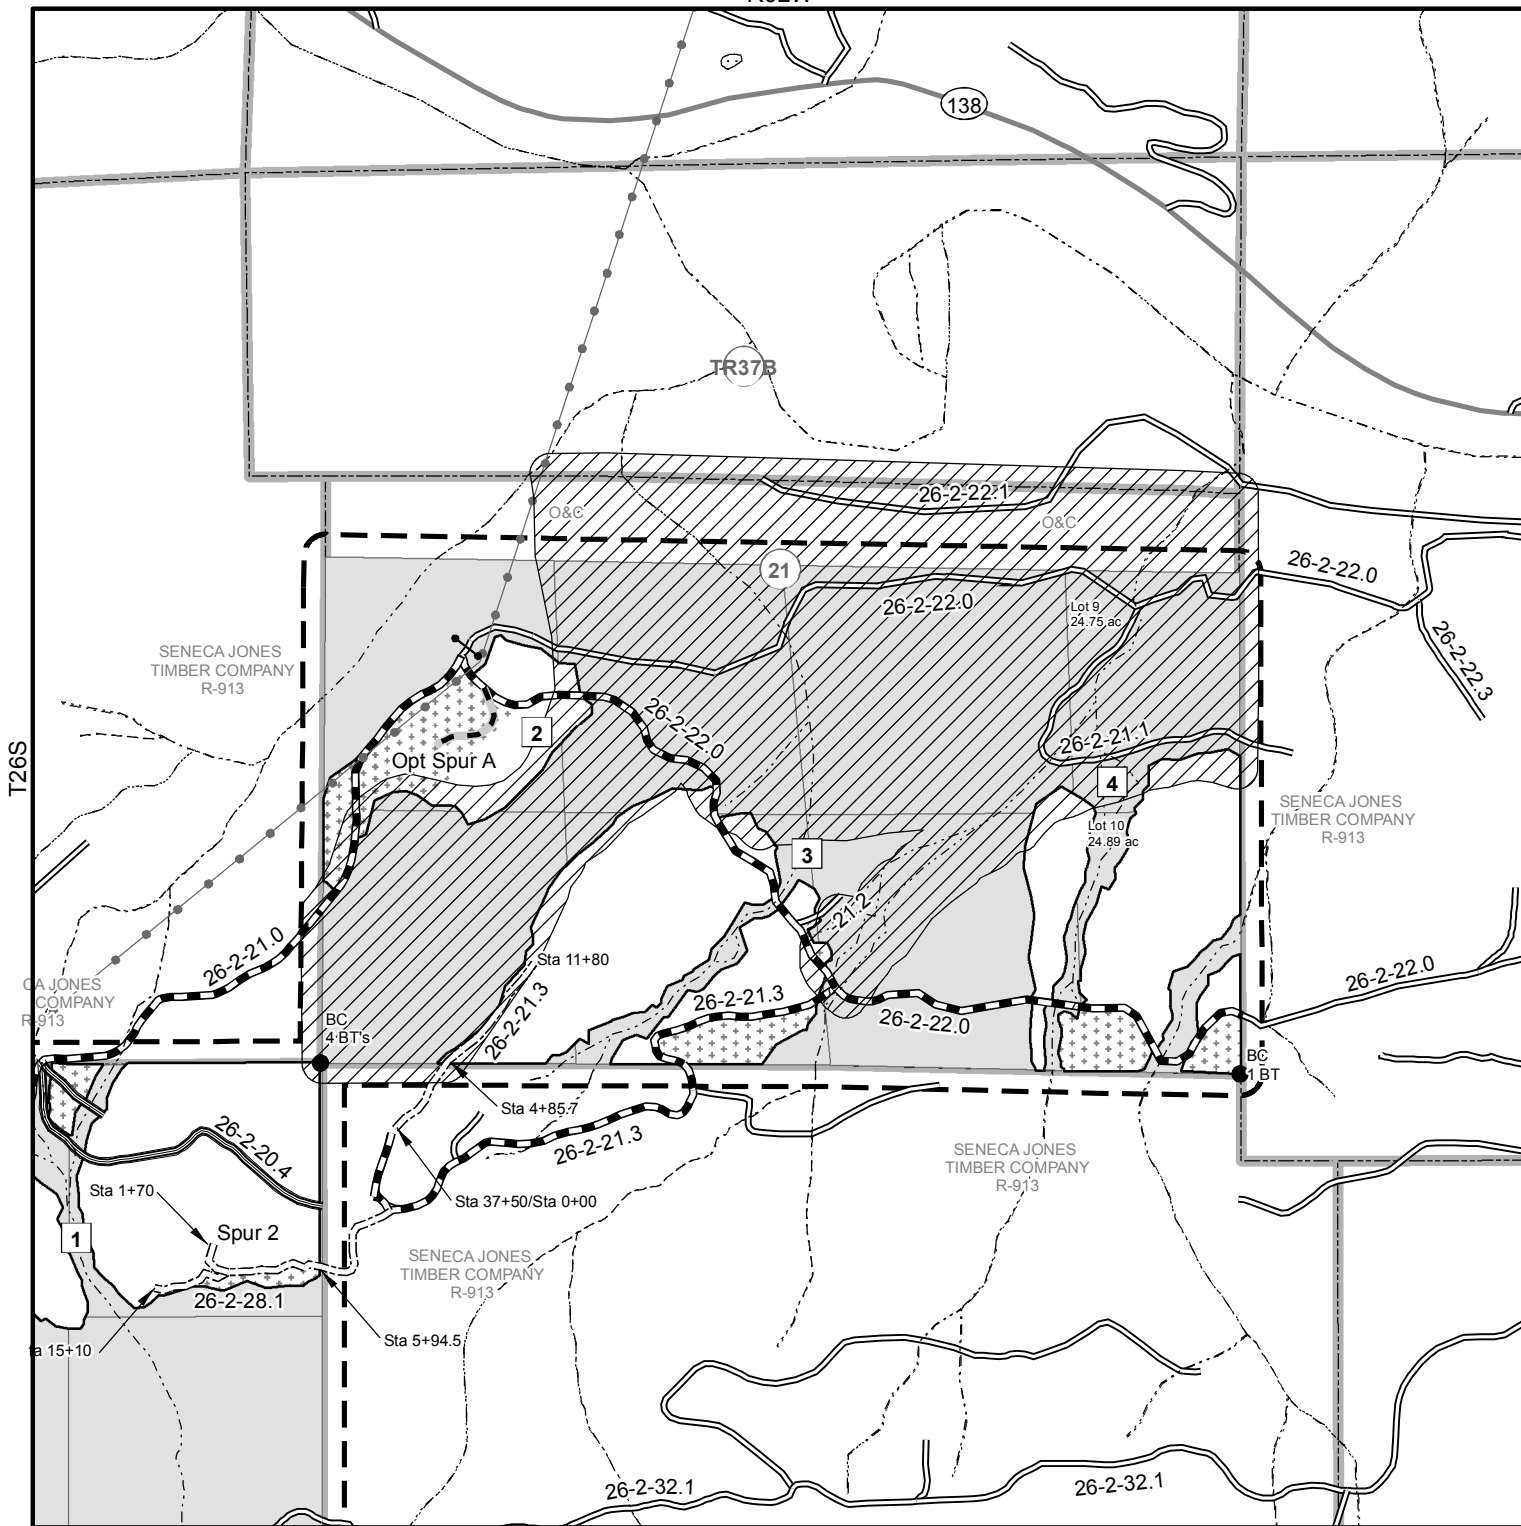 138
TR37B
26-2-22.1
O&C
O&C
21
26-2-22.0
26-2-22.0
Lot 9
24.75 ac
26-2-22.3
SENECA JONES
TIMBER COMPANY
R-913
2
26-2-22.0
26-2-21.1
Opt Spur A
4
T26S
SENECA JONES
TIMBER COMPANY
R-913
Lot 10
24.89 ac
3
21.2
26-2-21.0
Sta 11+80
26-2-22.0
CA JONES
COMPANY
R-913
26-2-21.3
BC
4 BT's
26-2-21.3
26-2-22.0
BC
1 BT
Sta 4+85.7
26-2-20.4
26-2-21.3
SENECA JONES
TIMBER COMPANY
R-913
Sta 1+70
Sta 37+50/Sta 0+00
1
Spur 2
SENECA JONES
TIMBER COMPANY
R-913
26-2-28.1
Sta 5+94.5
ta 15+10
26-2-32.1
26-2-32.1